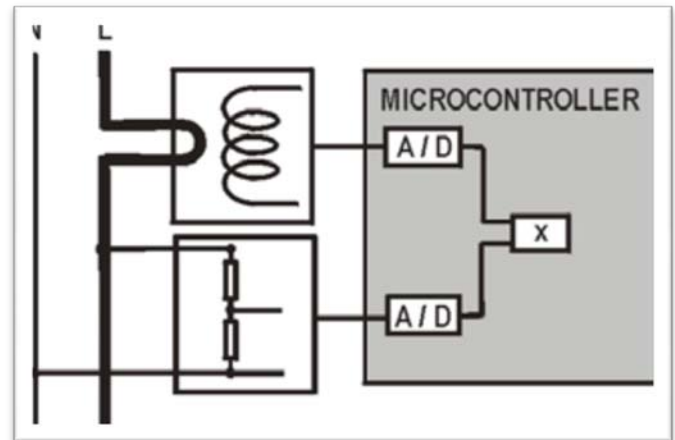 N L
MICROCONTROLLER
A / D
X
A / D